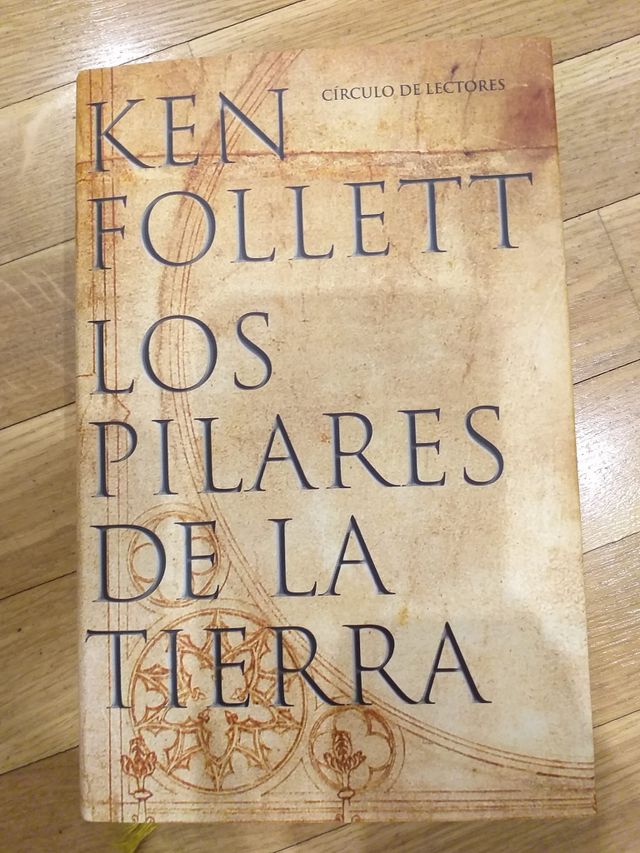 CÍRCULO DE LECTORES
KEN
FOLLETT
LOS
PILARES
DE LA
TIERRA